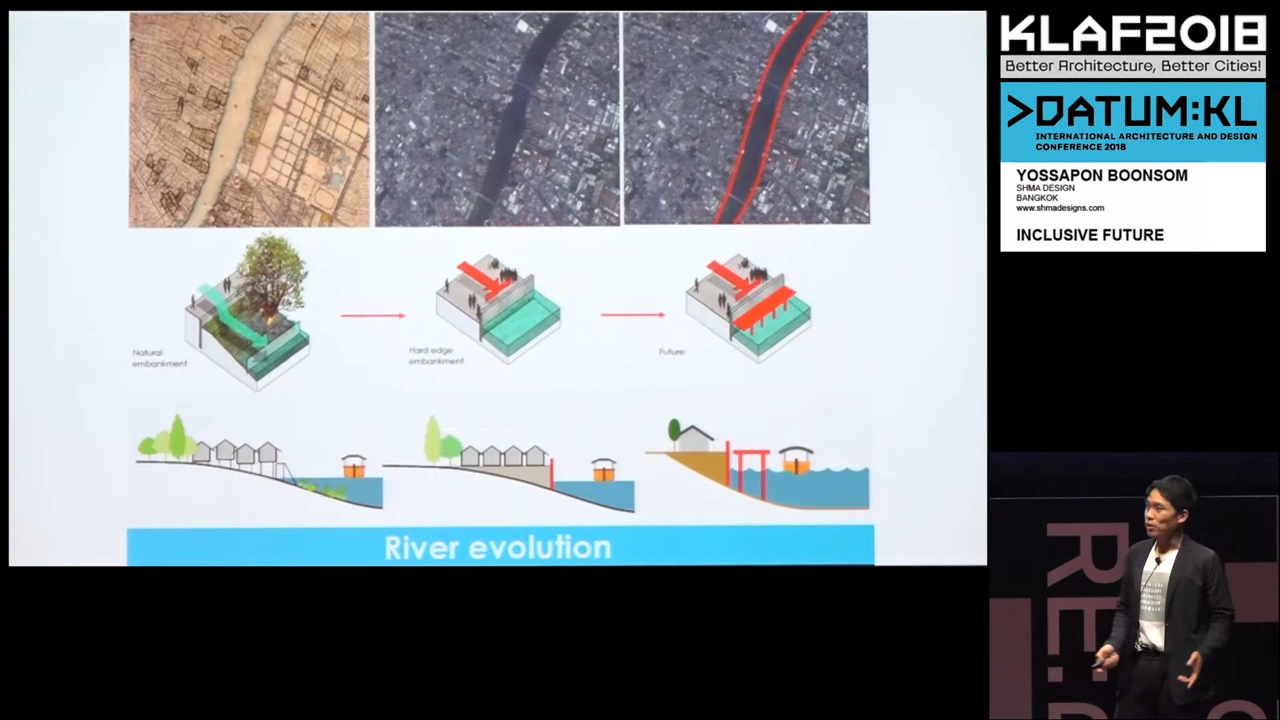 Natural
embankment
Hard edge
embankment
Future
River evolution
KLAF2018
Better Architecture, Better Cities!
>DATUM:KL
INTERNATIONAL ARCHITECTURE AND DESIGN
CONFERENCE 2018
YOSSAPON BOONSOM
SHMA DESIGN
BANGKOK
www.shmadesigns.com
INCLUSIVE FUTURE
RE: